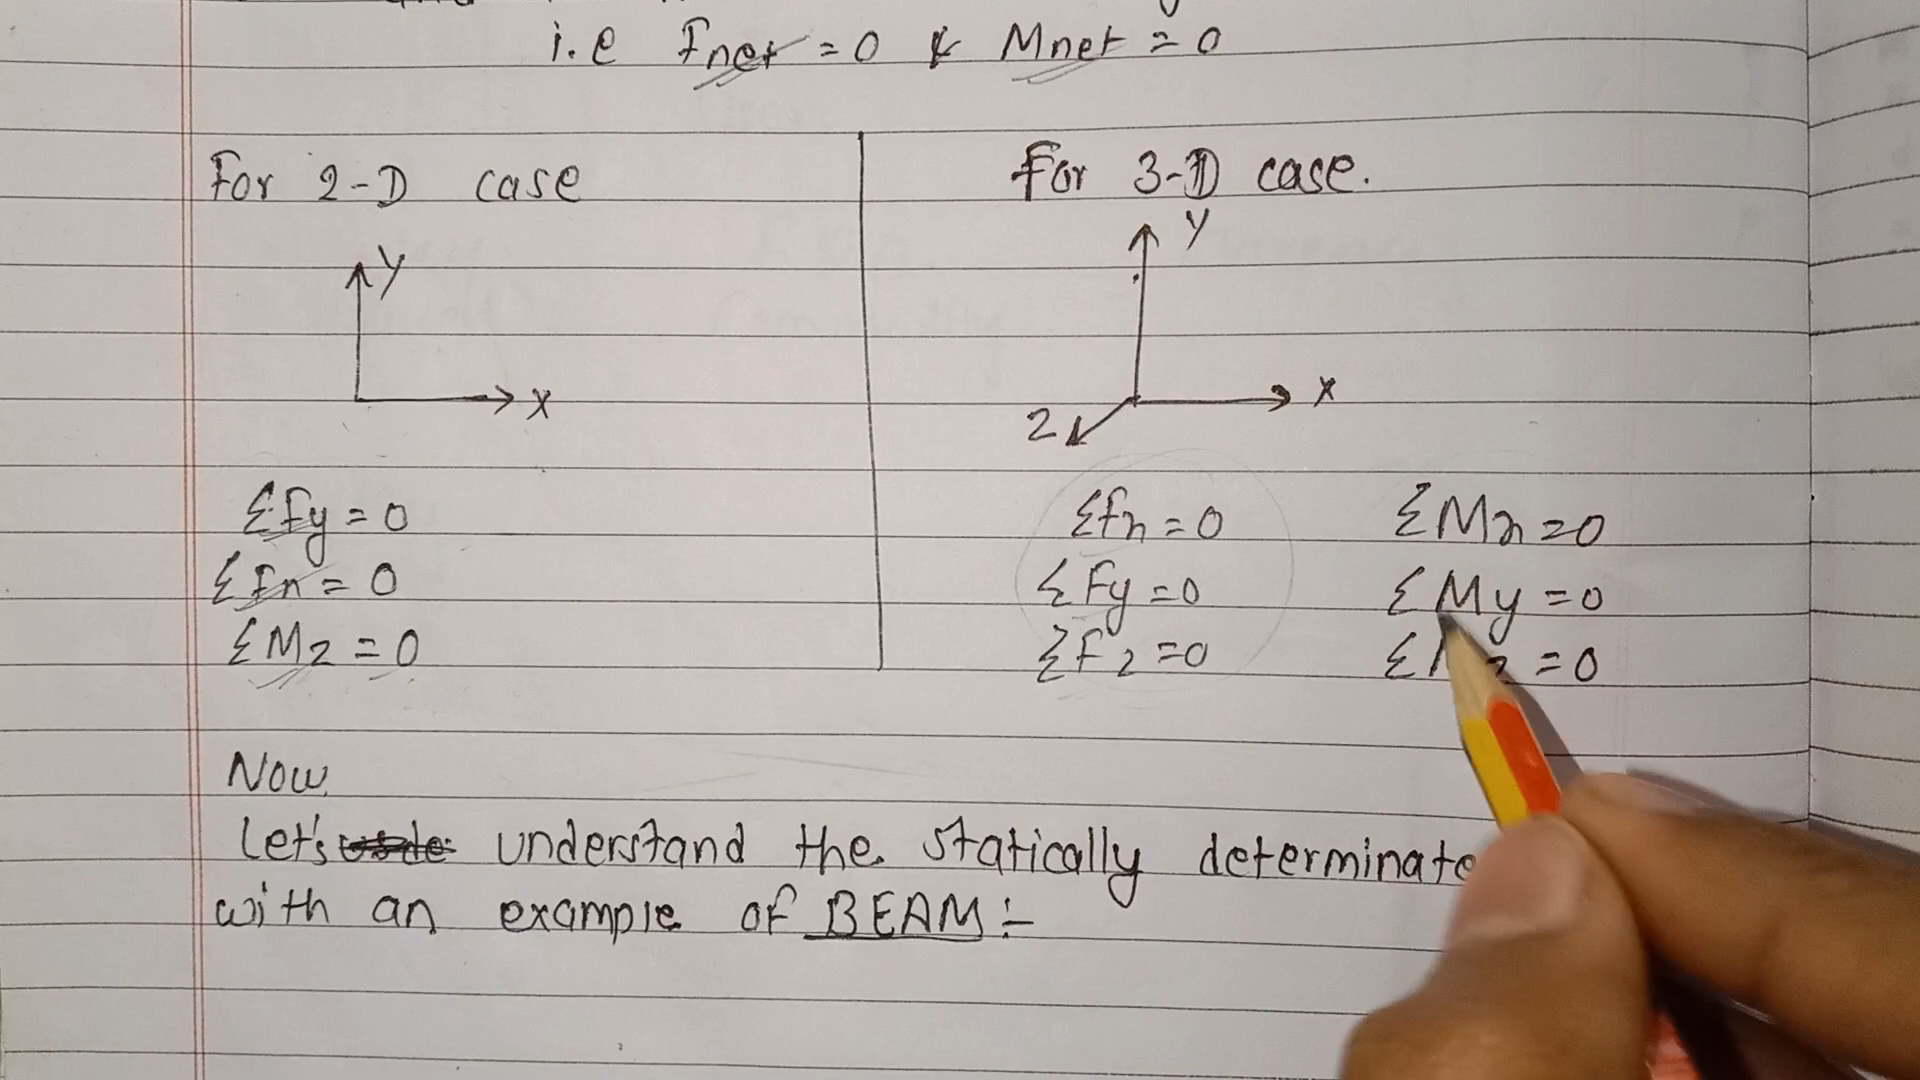 i.e Fnet = 0 & Mnet = 0
For 2-D case
Y
X
ΣFy = 0
ΣFx = 0
ΣMz = 0
For 3-D case.
Y
X
Z
ΣFx = 0 ΣMx = 0
ΣFy = 0 ΣMy = 0
ΣFz = 0 = 0
Now,
Let's understand the statically determinate
with an example of BEAM:-